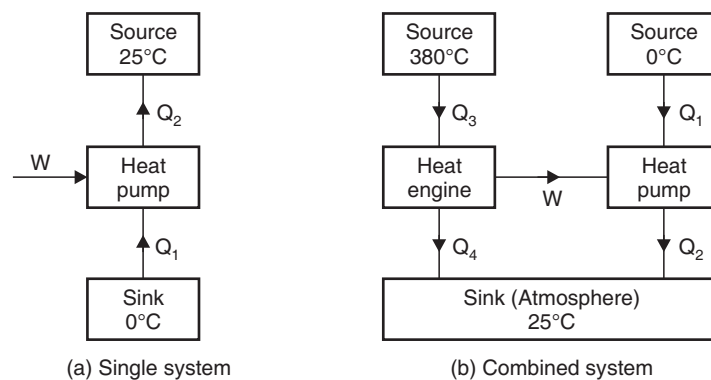 Source
25°C
Q2
W
Heat
pump
Q1
Sink
0°C
(a) Single system
Source
380°C
Source
0°C
Q3
Q1
Heat
engine
W
Heat
pump
Q4
Q2
Sink (Atmosphere)
25°C
(b) Combined system